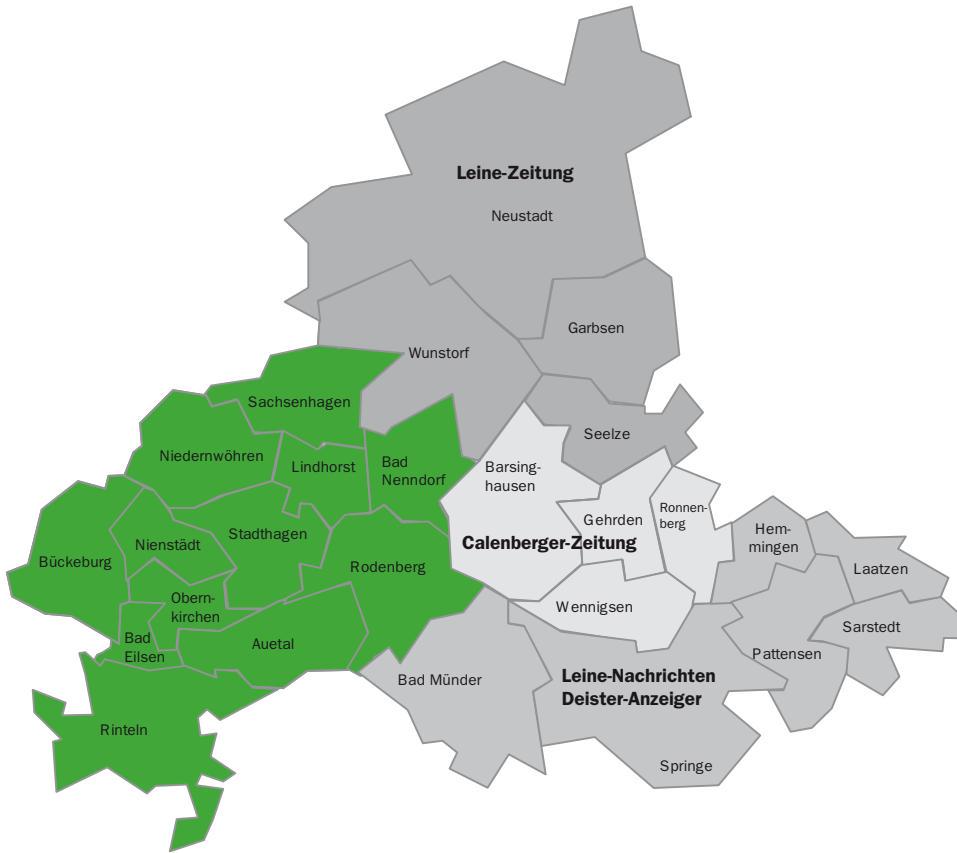 Leine-Zeitung
Neustadt
Garbsen
Wunstorf
Sachsenhagen
Seelze
Niedernwöhren
Lindhorst
Bad
Nenndorf
Barsing-
hausen
Gehrden
Ronnen-
berg
Calenberger-Zeitung
Hem-
mingen
Laatzen
Bückeburg
Nienstädt
Stadthagen
Rodenberg
Obern-
kirchen
Wennigsen
Sarstedt
Bad
Eilsen
Auetal
Pattensen
Bad Münder
Leine-Nachrichten
Deister-Anzeiger
Rinteln
Springe